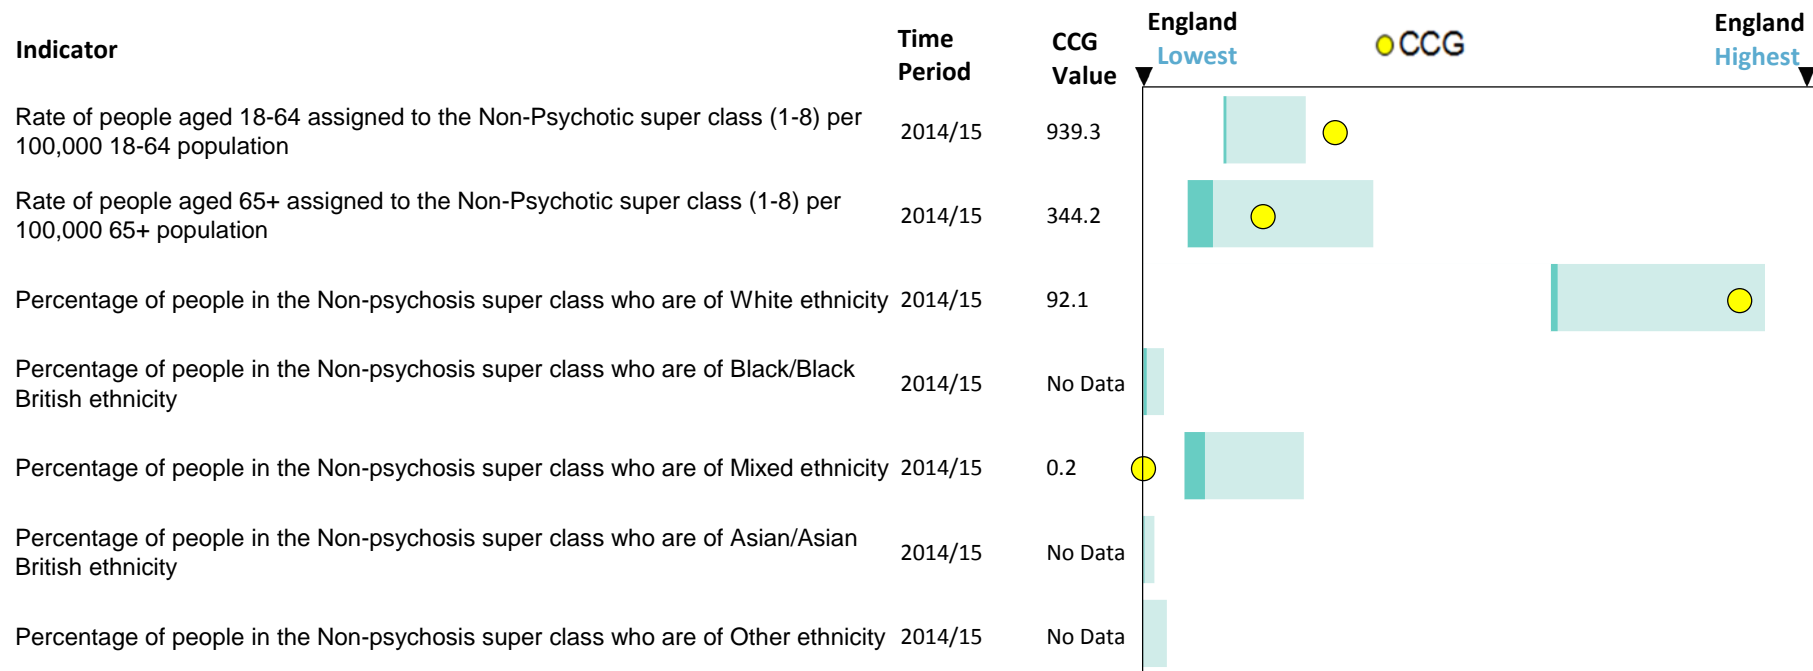 Indicator
Time Period
CCG Value
England Lowest
CCG
England Highest
Rate of people aged 18-64 assigned to the Non-Psychotic super class (1-8) per
100,000 18-64 population
2014/15
939.3
Rate of people aged 65+ assigned to the Non-Psychotic super class (1-8) per
100,000 65+ population
2014/15
344.2
Percentage of people in the Non-psychosis super class who are of White ethnicity
2014/15
92.1
Percentage of people in the Non-psychosis super class who are of Black/Black
British ethnicity
2014/15
No Data
Percentage of people in the Non-psychosis super class who are of Mixed ethnicity
2014/15
0.2
Percentage of people in the Non-psychosis super class who are of Asian/Asian
British ethnicity
2014/15
No Data
Percentage of people in the Non-psychosis super class who are of Other ethnicity
2014/15
No Data